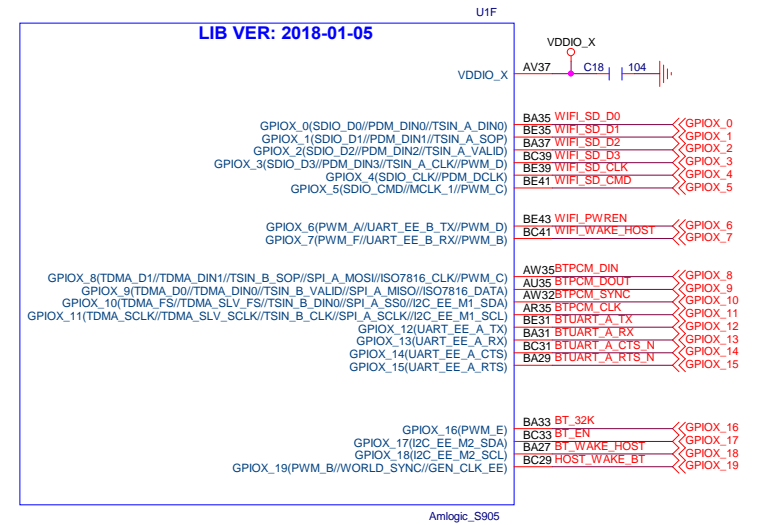 U1F
LIB VER: 2018-01-05
VDDIO_X
VDDIO_X AV37 C18 104
GPIOX_0(SDIO_D0//PDM_DIN0//TSIN_A_DIN0) BA35 WIFI_SD_D0 GPIOX_0
GPIOX_1(SDIO_D1//PDM_DIN1//TSIN_A_SOP) BE35 WIFI_SD_D1 GPIOX_1
GPIOX_2(SDIO_D2//PDM_DIN2//TSIN_A_VALID) BA37 WIFI_SD_D2 GPIOX_2
GPIOX_3(SDIO_D3//PDM_DIN3//TSIN_A_CLK//PWM_D) BC39 WIFI_SD_D3 GPIOX_3
GPIOX_4(SDIO_CLK//PDM_DCLK) BE39 WIFI_SD_CLK GPIOX_4
GPIOX_5(SDIO_CMD//MCLK_1//PWM_C) BE41 WIFI_SD_CMD GPIOX_5
GPIOX_6(PWM_A//UART_EE_B_TX//PWM_D) BE43 WIFI_PWREN GPIOX_6
GPIOX_7(PWM_F//UART_EE_B_RX//PWM_B) BC41 WIFI_WAKE_HOST GPIOX_7
GPIOX_8(TDMA_D1//TDMA_DIN1//TSIN_B_SOP//SPI_A_MOSI//ISO7816_CLK//PWM_C) AW35 BTPCM_DIN GPIOX_8
GPIOX_9(TDMA_D0//TDMA_DIN0//TSIN_B_VALID//SPI_A_MISO//ISO7816_DATA) AU35 BTPCM_DOUT GPIOX_9
GPIOX_10(TDMA_FS//TDMA_SLV_FS//TSIN_B_DIN0//SPI_A_SS0//I2C_EE_M1_SDA) AW32 BTPCM_SYNC GPIOX_10
GPIOX_11(TDMA_SCLK//TDMA_SLV_SCLK//TSIN_B_CLK//SPI_A_SCLK//I2C_EE_M1_SCL) AR35 BTPCM_CLK GPIOX_11
GPIOX_12(UART_EE_A_TX) BE31 BTUART_A_TX GPIOX_12
GPIOX_13(UART_EE_A_RX) BA31 BTUART_A_RX GPIOX_13
GPIOX_14(UART_EE_A_CTS) BC31 BTUART_A_CTS_N GPIOX_14
GPIOX_15(UART_EE_A_RTS) BA29 BTUART_A_RTS_N GPIOX_15
GPIOX_16(PWM_E) BA33 BT_32K GPIOX_16
GPIOX_17(I2C_EE_M2_SDA) BC33 BT_EN GPIOX_17
GPIOX_18(I2C_EE_M2_SCL) BA27 BT_WAKE_HOST GPIOX_18
GPIOX_19(PWM_B//WORLD_SYNC//GEN_CLK_EE) BC29 HOST_WAKE_BT GPIOX_19
Amlogic_S905